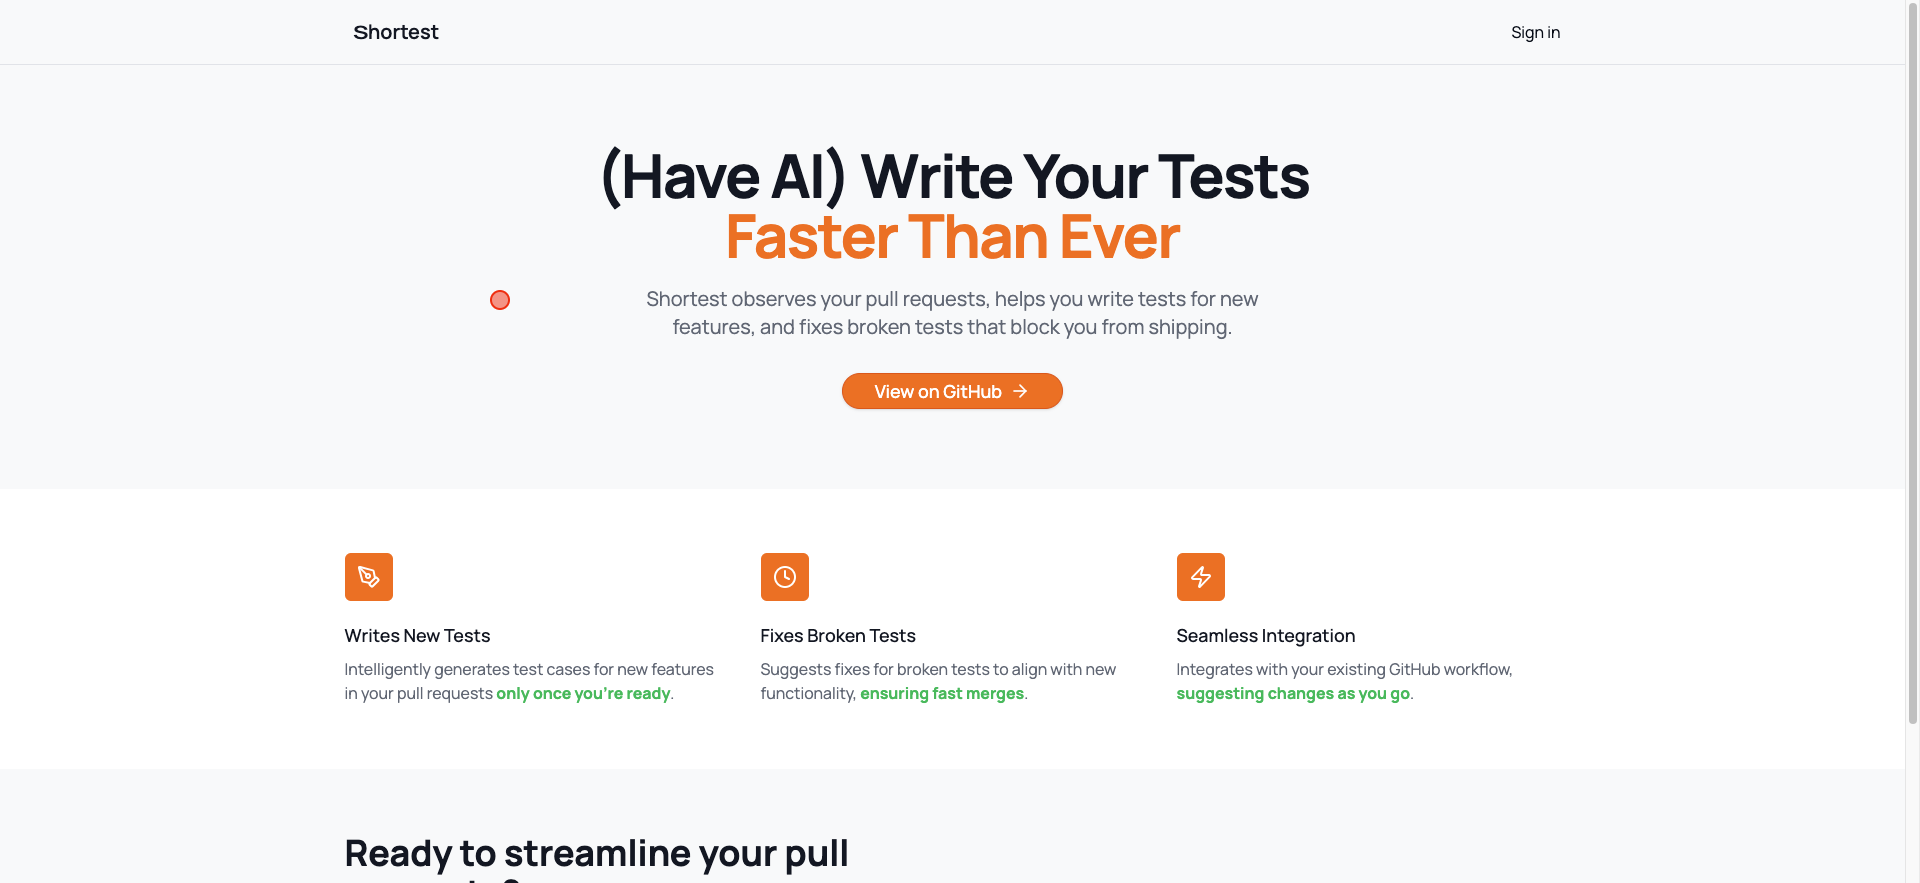 Shortest
Sign in
(Have AI) Write Your Tests
Faster Than Ever
Shortest observes your pull requests, helps you write tests for new
features, and fixes broken tests that block you from shipping.
View on GitHub
Writes New Tests
Intelligently generates test cases for new features
in your pull requests only once you're ready.
Fixes Broken Tests
Suggests fixes for broken tests to align with new
functionality, ensuring fast merges.
Seamless Integration
Integrates with your existing GitHub workflow,
suggesting changes as you go.
Ready to streamline your pull